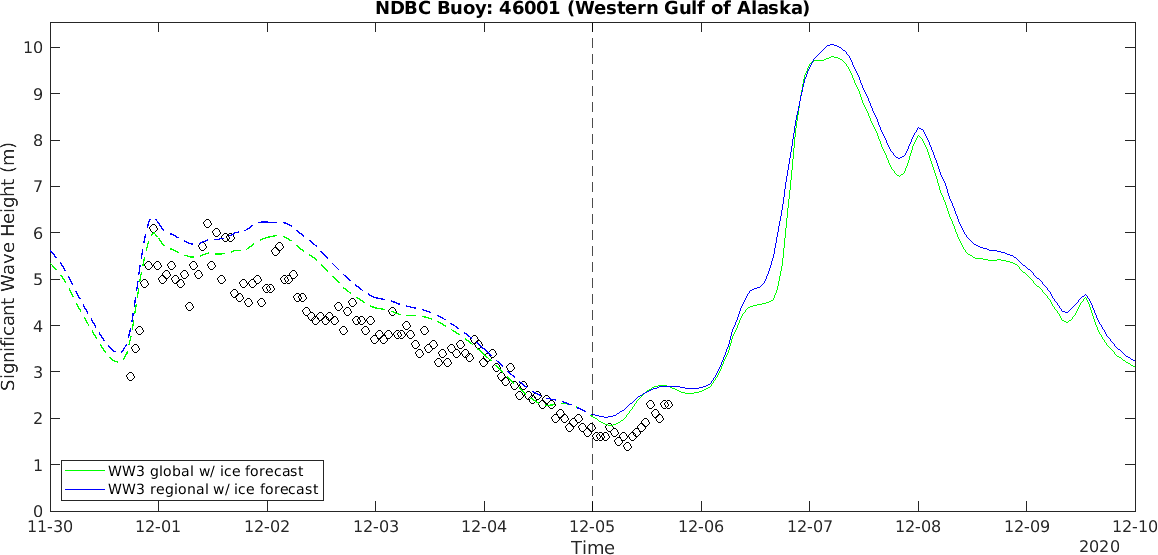 NDBC Buoy: 46001 (Western Gulf of Alaska)
Significant Wave Height (m)
10
9
8
7
6
5
4
3
2
1
0
WW3 global w/ ice forecast
WW3 regional w/ ice forecast
11-30 12-01 12-02 12-03 12-04 12-05 12-06 12-07 12-08 12-09 12-10
Time
2020